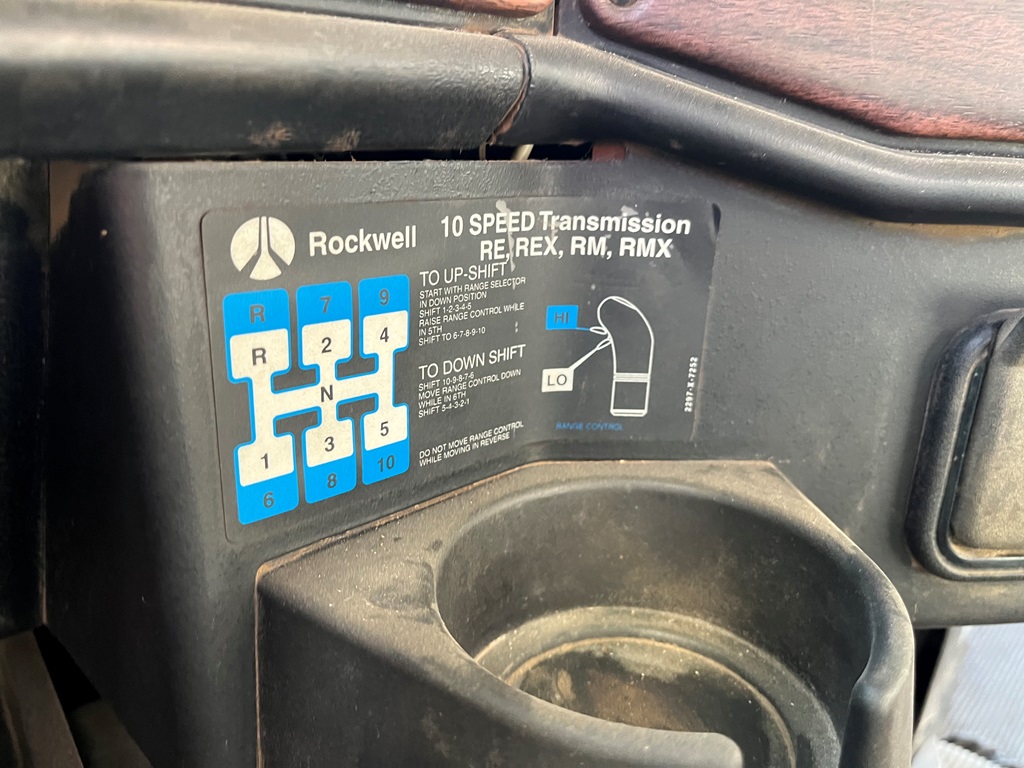 Rockwell
10 SPEED Transmission
RE, REX, RM, RMX
R 7 9
R 2 4
N
1 3 5
6 8 10
TO UP-SHIFT
START WITH RANGE SELECTOR
IN DOWN POSITION
SHIFT 1-2-3-4-5
RAISE RANGE CONTROL WHILE
IN 5TH
SHIFT TO 6-7-8-9-10
TO DOWN SHIFT
SHIFT 10-9-8-7-6
MOVE RANGE CONTROL DOWN
WHILE IN 6TH
SHIFT 5-4-3-2-1
DO NOT MOVE RANGE CONTROL
WHILE MOVING IN REVERSE
HI
LO
RANGE CONTROL
2297-X-7252